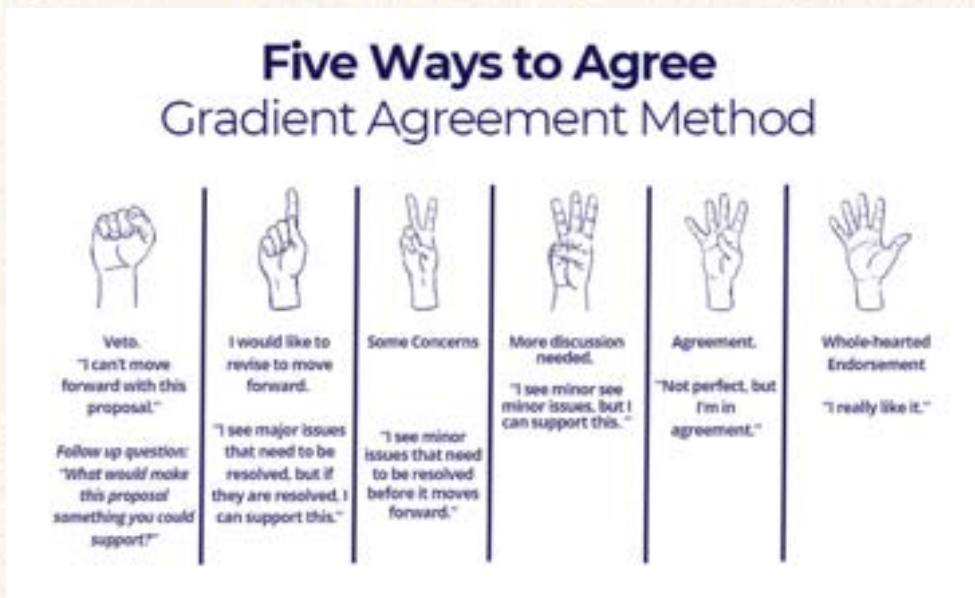 Five Ways to Agree
Gradient Agreement Method
Veto.
"I can't move
forward with this
proposal."
Follow up question:
"What would make
this proposal
something you could
support?"
I would like to
revise to move
forward.
"I see major issues
that need to be
resolved, but if
they are resolved, I
can support this."
Some Concerns
"I see minor
issues that need
to be resolved
before it moves
forward."
More discussion
needed.
"I see minor see
minor issues, but I
can support this. "
Agreement.
"Not perfect, but
I'm in
agreement."
Whole-hearted
Endorsement
"I really like it."